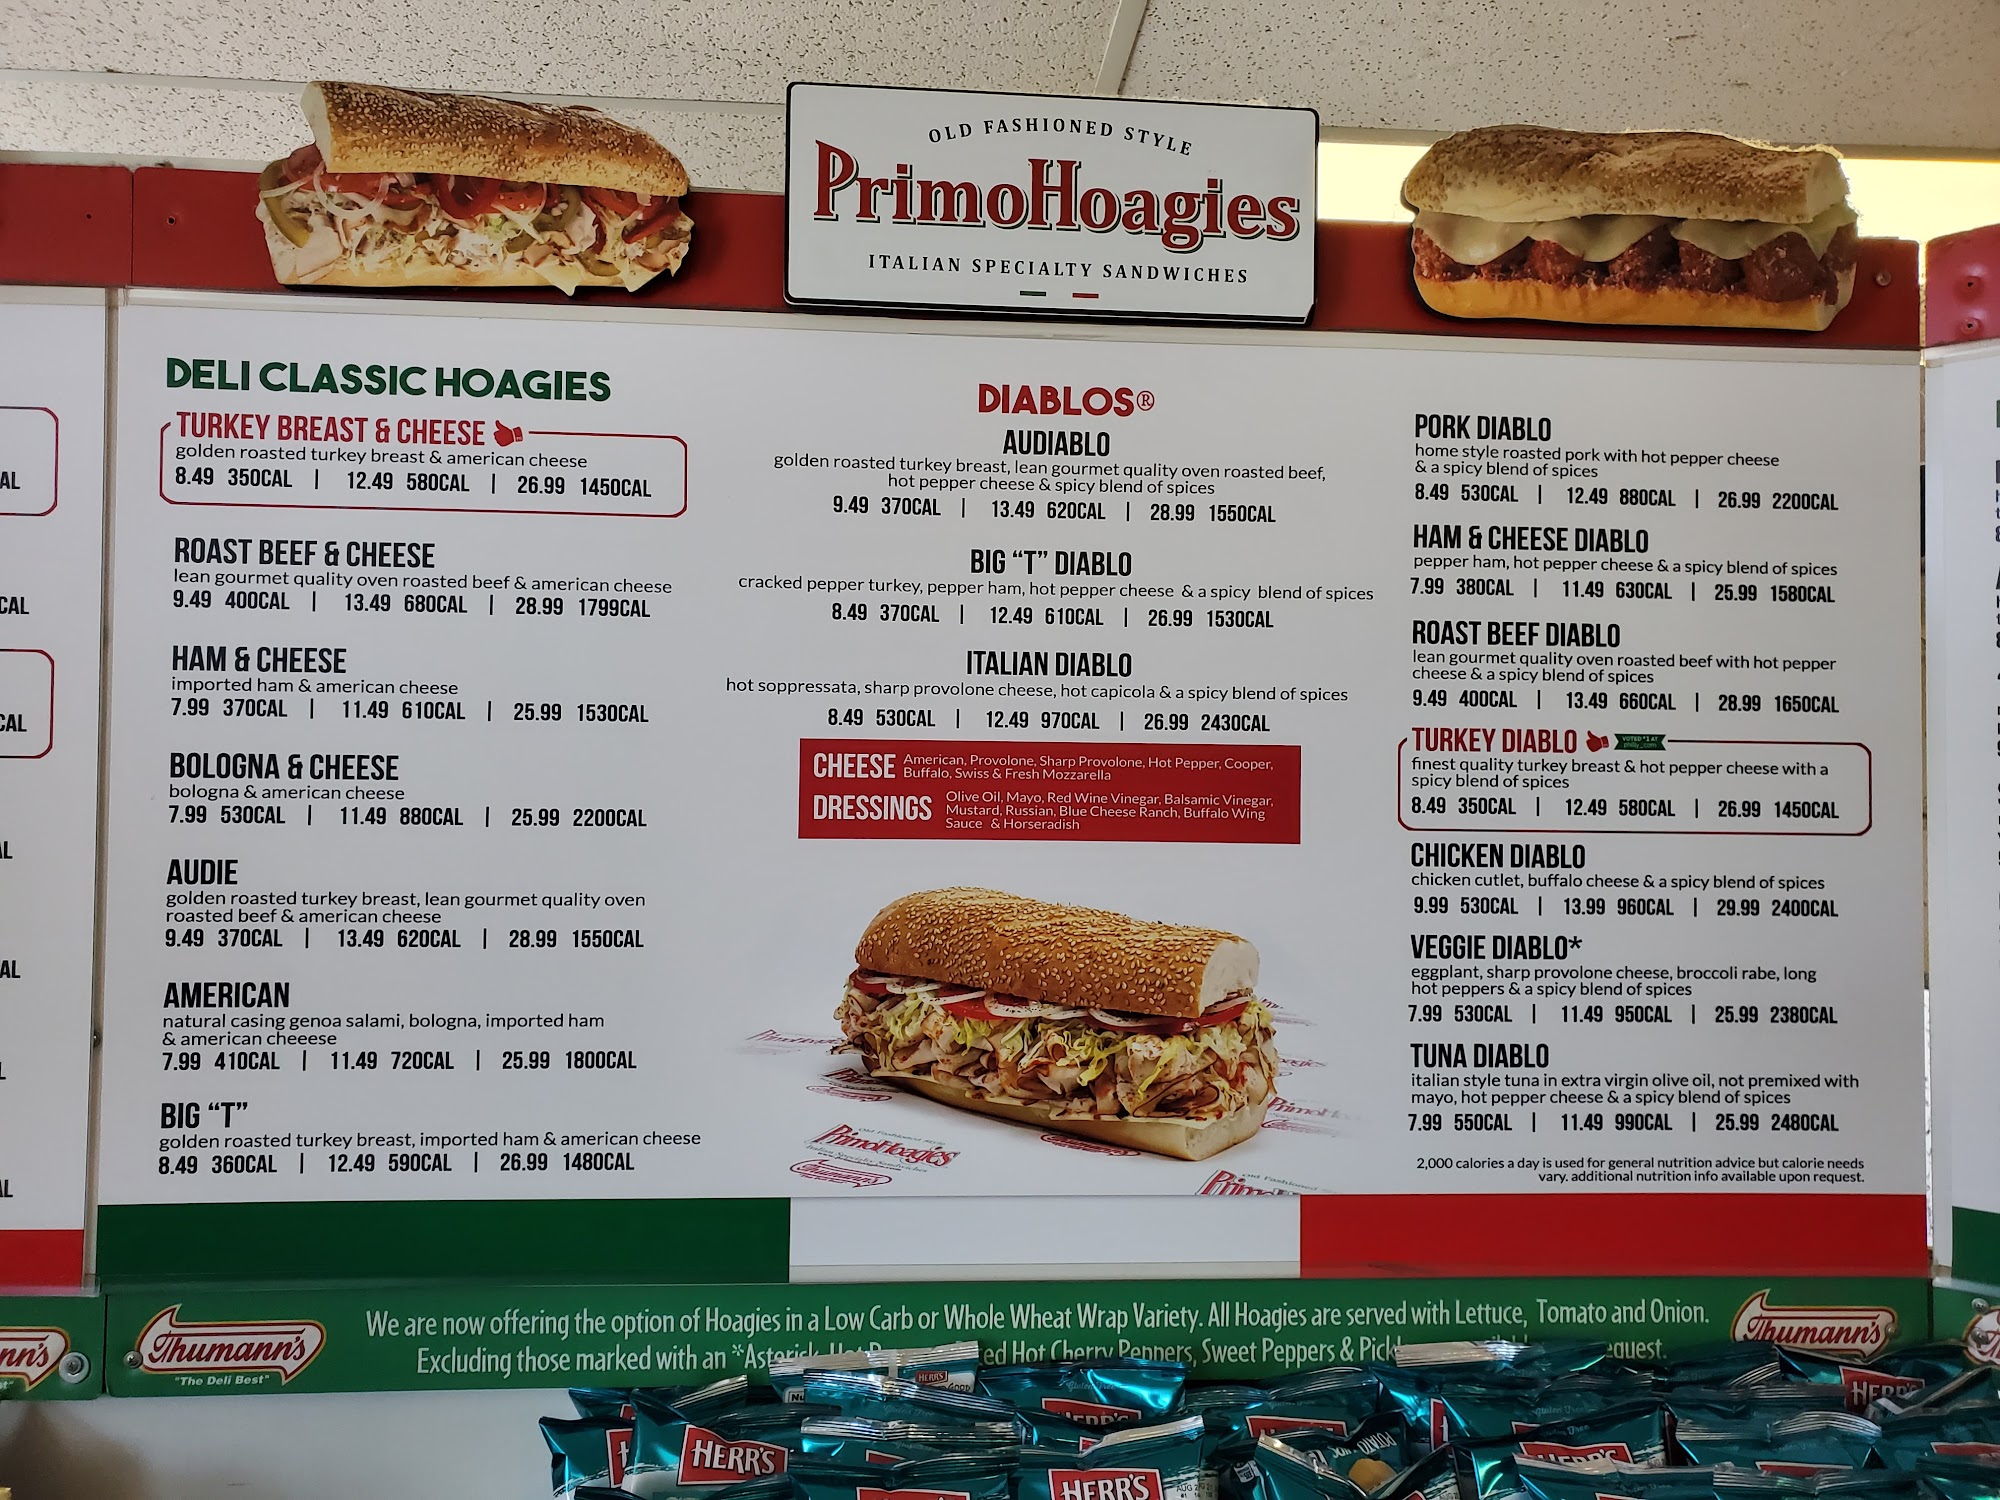 OLD FASHIONED STYLE
PrimoHoagies
ITALIAN SPECIALTY SANDWICHES
DELI CLASSIC HOAGIES
TURKEY BREAST & CHEESE
golden roasted turkey breast & american cheese
8.49 350CAL | 12.49 580CAL | 26.99 1450CAL
ROAST BEEF & CHEESE
lean gourmet quality oven roasted beef & american cheese
9.49 400CAL | 13.49 680CAL | 28.99 1799CAL
HAM & CHEESE
imported ham & american cheese
7.99 370CAL | 11.49 610CAL | 25.99 1530CAL
BOLOGNA & CHEESE
bologna & american cheese
7.99 530CAL | 11.49 880CAL | 25.99 2200CAL
AUDIE
golden roasted turkey breast, lean gourmet quality oven
roasted beef & american cheese
9.49 370CAL | 13.49 620CAL | 28.99 1550CAL
AMERICAN
natural casing genoa salami, bologna, imported ham
& american cheeese
7.99 410CAL | 11.49 720CAL | 25.99 1800CAL
BIG “T”
golden roasted turkey breast, imported ham & american cheese
8.49 360CAL | 12.49 590CAL | 26.99 1480CAL
DIABLOS®
AUDIABLO
golden roasted turkey breast, lean gourmet quality oven roasted beef,
hot pepper cheese & spicy blend of spices
9.49 370CAL | 13.49 620CAL | 28.99 1550CAL
BIG “T” DIABLO
cracked pepper turkey, pepper ham, hot pepper cheese & a spicy blend of spices
8.49 370CAL | 12.49 610CAL | 26.99 1530CAL
ITALIAN DIABLO
hot soppressata, sharp provolone cheese, hot capicola & a spicy blend of spices
8.49 530CAL | 12.49 970CAL | 26.99 2430CAL
CHEESE American, Provolone, Sharp Provolone, Hot Pepper, Cooper,
Buffalo, Swiss & Fresh Mozzarella
DRESSINGS Olive Oil, Mayo, Red Wine Vinegar, Balsamic Vinegar,
Mustard, Russian, Blue Cheese Ranch, Buffalo Wing
Sauce & Horseradish
PrimoHoagies
Thumann's
PORK DIABLO
home style roasted pork with hot pepper cheese
& a spicy blend of spices
8.49 530CAL | 12.49 880CAL | 26.99 2200CAL
HAM & CHEESE DIABLO
pepper ham, hot pepper cheese & a spicy blend of spices
7.99 380CAL | 11.49 630CAL | 25.99 1580CAL
ROAST BEEF DIABLO
lean gourmet quality oven roasted beef with hot pepper
cheese & a spicy blend of spices
9.49 400CAL | 13.49 660CAL | 28.99 1650CAL
TURKEY DIABLO VOTED #1 AT
philly.com
finest quality turkey breast & hot pepper cheese with a
spicy blend of spices
8.49 350CAL | 12.49 580CAL | 26.99 1450CAL
CHICKEN DIABLO
chicken cutlet, buffalo cheese & a spicy blend of spices
9.99 530CAL | 13.99 960CAL | 29.99 2400CAL
VEGGIE DIABLO*
eggplant, sharp provolone cheese, broccoli rabe, long
hot peppers & a spicy blend of spices
7.99 530CAL | 11.49 950CAL | 25.99 2380CAL
TUNA DIABLO
italian style tuna in extra virgin olive oil, not premixed with
mayo, hot pepper cheese & a spicy blend of spices
7.99 550CAL | 11.49 990CAL | 25.99 2480CAL
2,000 calories a day is used for general nutrition advice but calorie needs
vary. additional nutrition info available upon request.
Thumann's
"The Deli Best"
We are now offering the option of Hoagies in a Low Carb or Whole Wheat Wrap Variety. All Hoagies are served with Lettuce, Tomato and Onion.
Excluding those marked with an *Asterisk. Hot Cherry Peppers, Sweet Peppers &
Thumann's
HERR'S
HERR'S
HERR'S
HERR'S